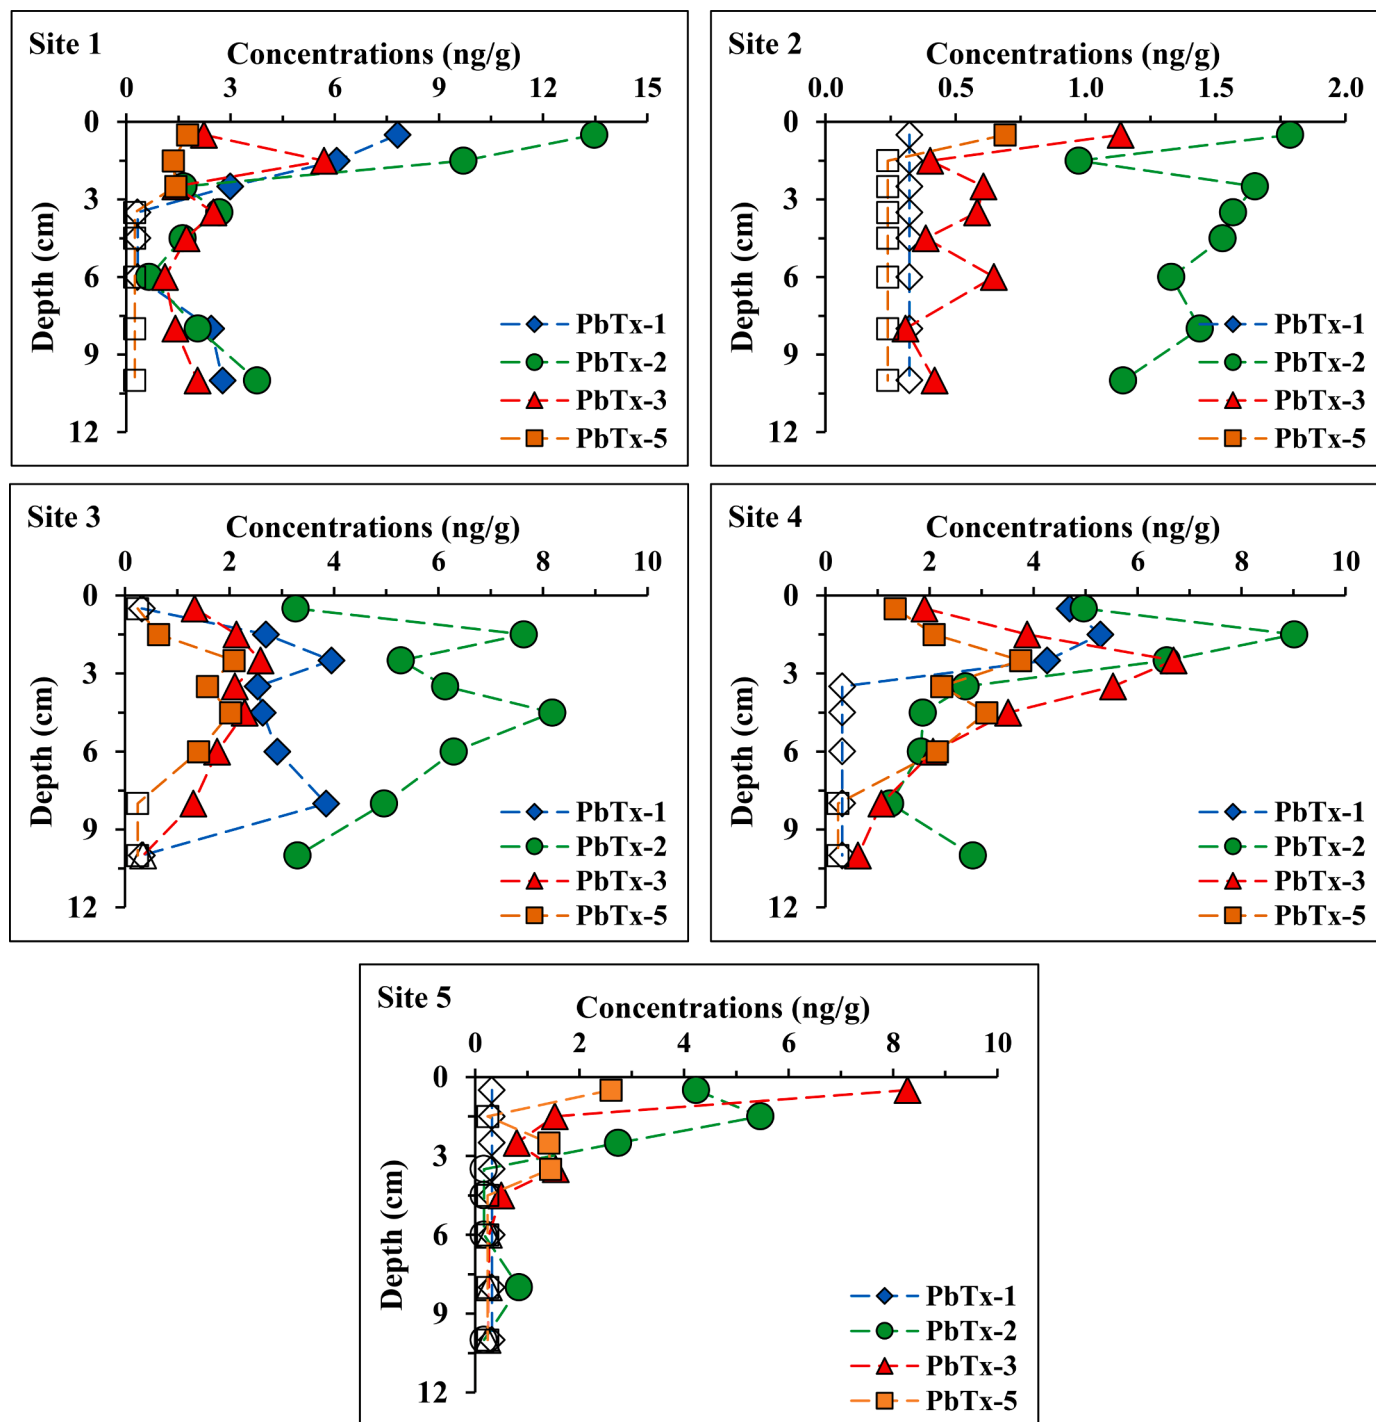 Site 1
Concentrations (ng/g)
0 3 6 9 12 15
0
3
6
9
12
Depth (cm)
PbTx-1
PbTx-2
PbTx-3
PbTx-5
Site 2
Concentrations (ng/g)
0.0 0.5 1.0 1.5 2.0
0
3
6
9
12
Depth (cm)
PbTx-1
PbTx-2
PbTx-3
PbTx-5
Site 3
Concentrations (ng/g)
0 2 4 6 8 10
0
3
6
9
12
Depth (cm)
PbTx-1
PbTx-2
PbTx-3
PbTx-5
Site 4
Concentrations (ng/g)
0 2 4 6 8 10
0
3
6
9
12
Depth (cm)
PbTx-1
PbTx-2
PbTx-3
PbTx-5
Site 5
Concentrations (ng/g)
0 2 4 6 8 10
0
3
6
9
12
Depth (cm)
PbTx-1
PbTx-2
PbTx-3
PbTx-5